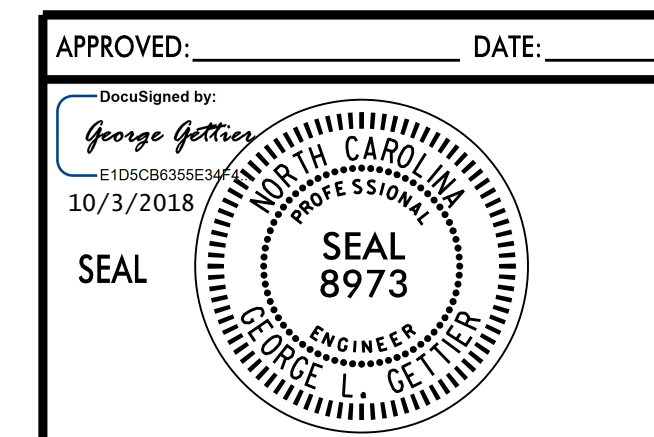 APPROVED: DATE:
DocuSigned by:
George Gettier
E1D5CB6355E34F4...
10/3/2018
SEAL
NORTH CAROLINA
PROFESSIONAL
SEAL
8973
ENGINEER
GEORGE L. GETTIER